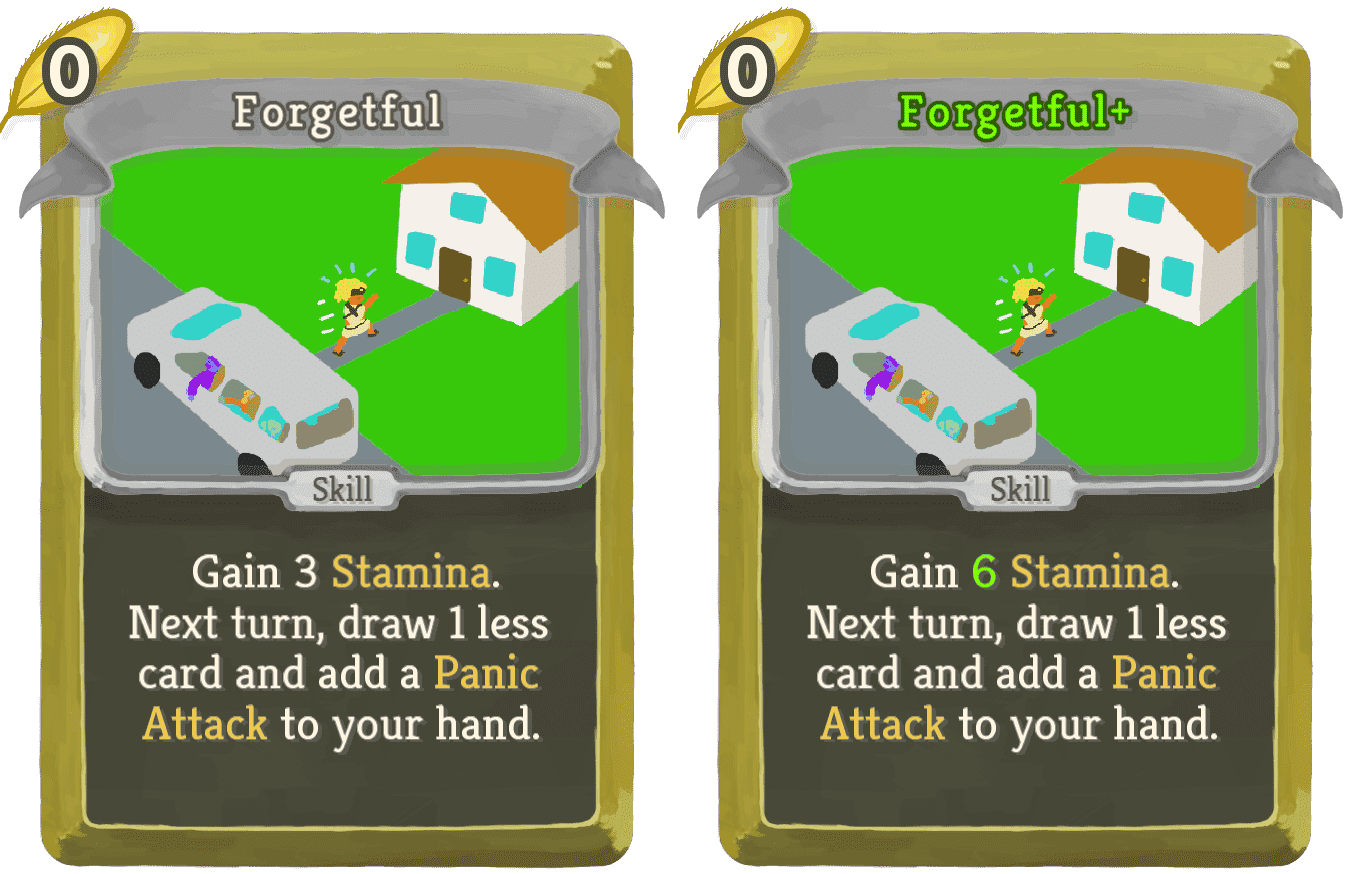 0
Forgetful
Skill
Gain 3 Stamina.
Next turn, draw 1 less
card and add a Panic
Attack to your hand.
0
Forgetful+
Skill
Gain 6 Stamina.
Next turn, draw 1 less
card and add a Panic
Attack to your hand.